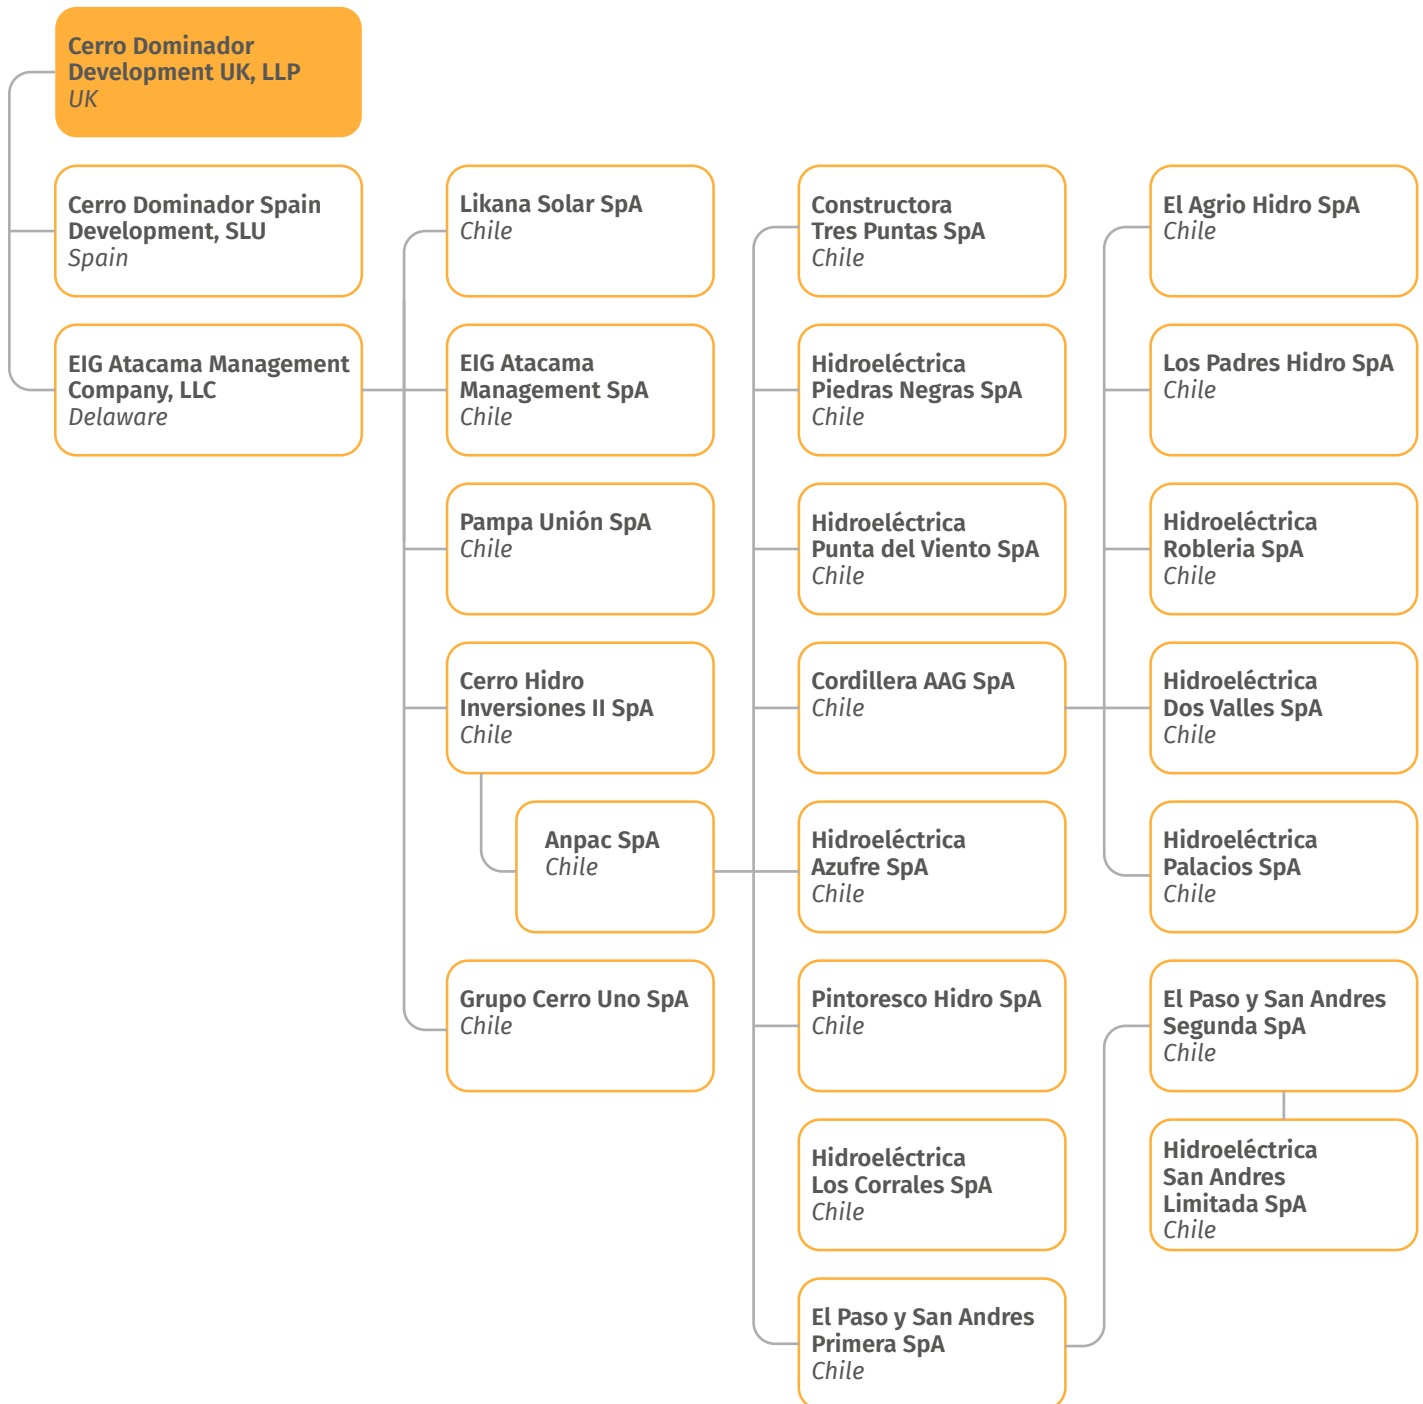 Cerro Dominador
Development UK, LLP
UK
Cerro Dominador Spain
Development, SLU
Spain
EIG Atacama Management
Company, LLC
Delaware
Likana Solar SpA
Chile
EIG Atacama
Management SpA
Chile
Pampa Unión SpA
Chile
Cerro Hidro
Inversiones II SpA
Chile
Anpac SpA
Chile
Grupo Cerro Uno SpA
Chile
Constructora
Tres Puntas SpA
Chile
Hidroeléctrica
Piedras Negras SpA
Chile
Hidroeléctrica
Punta del Viento SpA
Chile
Cordillera AAG SpA
Chile
Hidroeléctrica
Azufre SpA
Chile
Pintoresco Hidro SpA
Chile
Hidroeléctrica
Los Corrales SpA
Chile
El Paso y San Andres
Primera SpA
Chile
El Agrio Hidro SpA
Chile
Los Padres Hidro SpA
Chile
Hidroeléctrica
Robleria SpA
Chile
Hidroeléctrica
Dos Valles SpA
Chile
Hidroeléctrica
Palacios SpA
Chile
El Paso y San Andres
Segunda SpA
Chile
Hidroeléctrica
San Andres
Limitada SpA
Chile